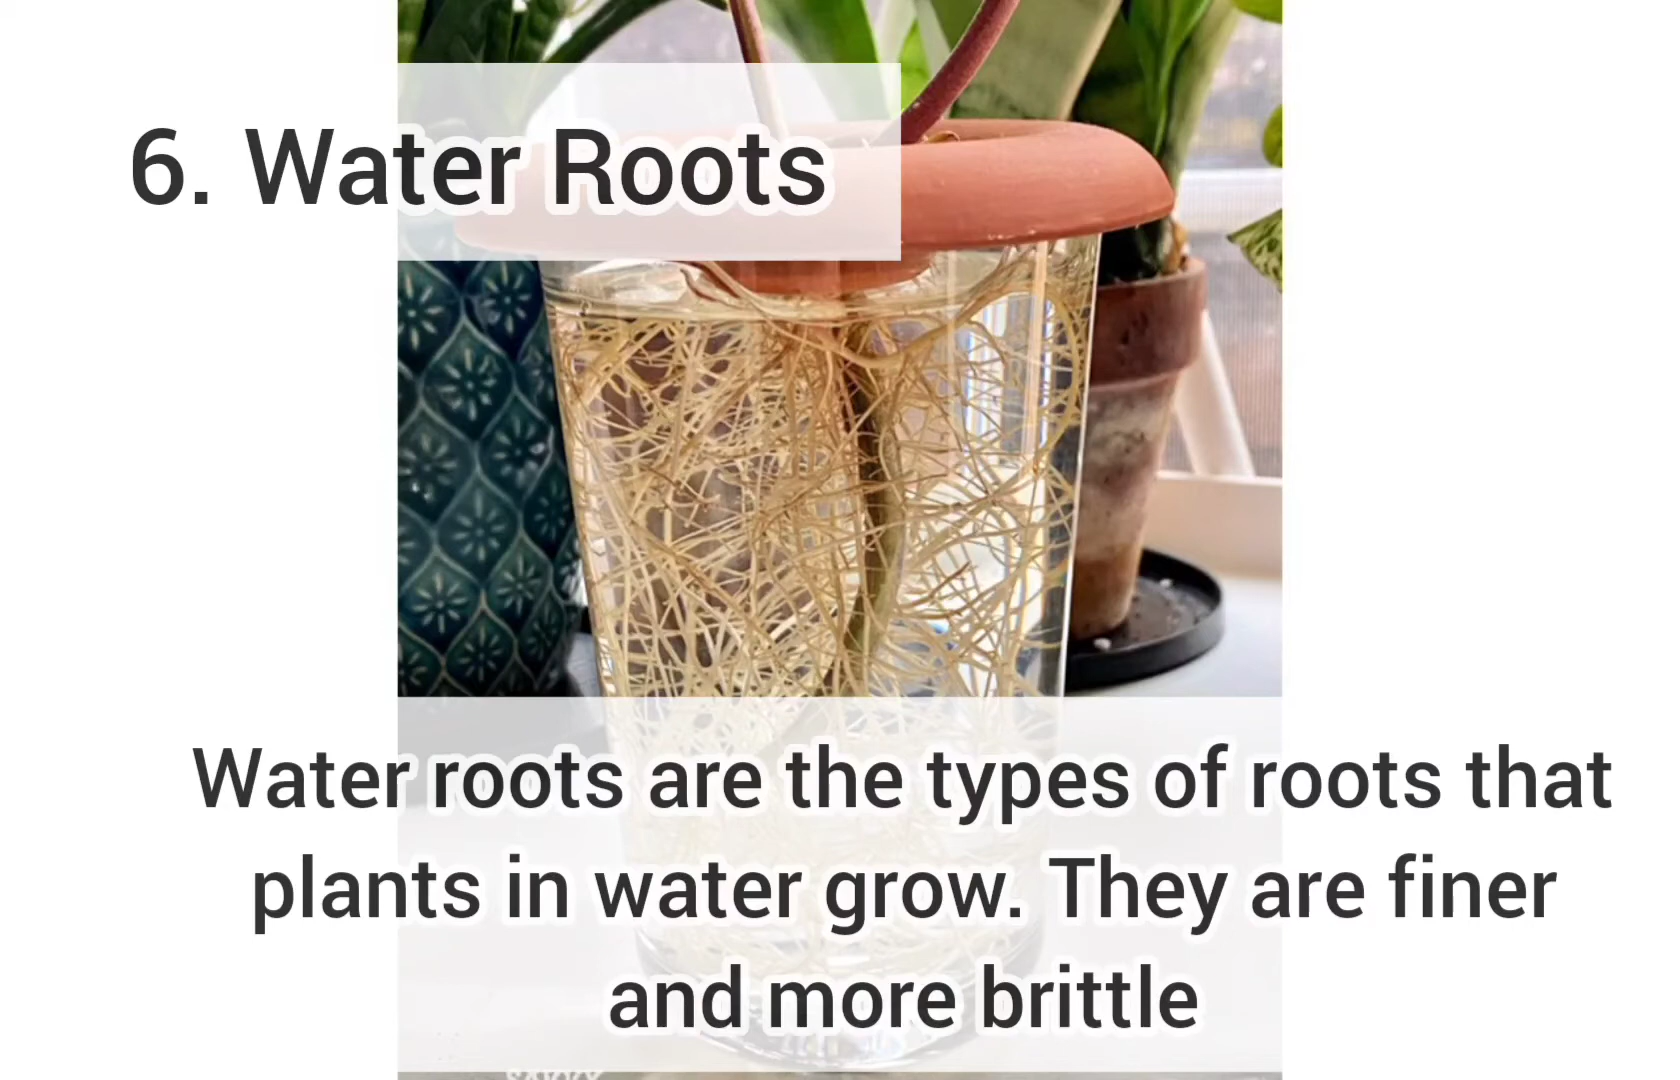 6. Water Roots
Water roots are the types of roots that
plants in water grow. They are finer
and more brittle